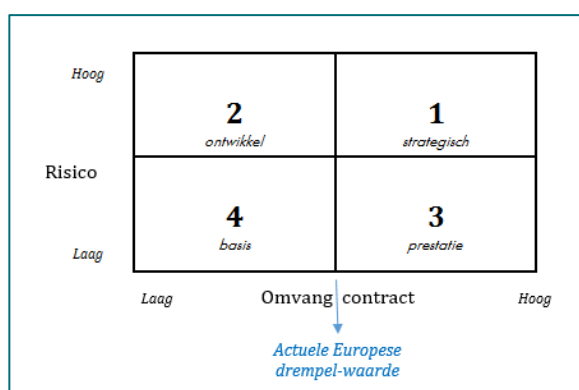 Hoog
2
ontwikkel
1
strategisch
Risico
4
basis
3
prestatie
Laag
Laag
Omvang contract
Hoog
Actuele Europese
drempel-waarde